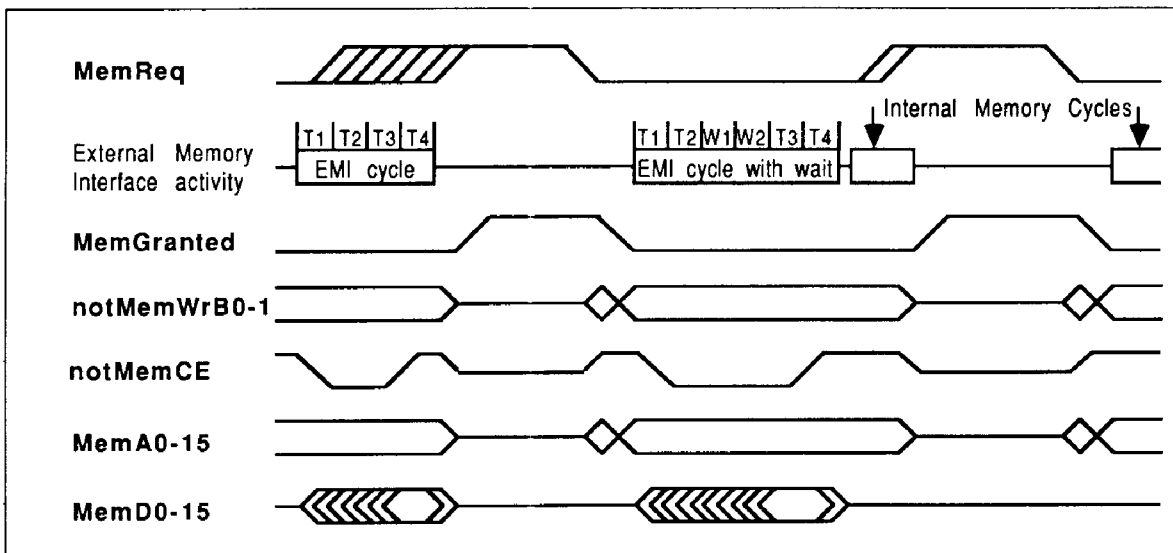 MemReq
Internal Memory Cycles
T1 T2 T3 T4
T1 T2 W1 W2 T3 T4
External Memory
Interface activity
EMI cycle
EMI cycle with wait
MemGranted
notMemWrB0-1
notMemCE
MemA0-15
MemD0-15